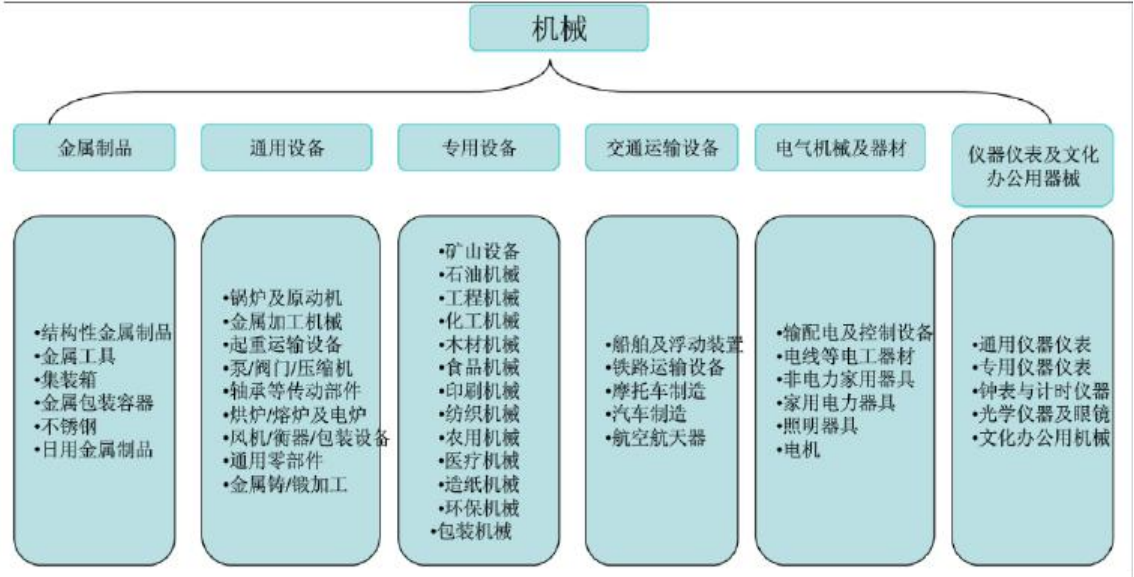 机械
金属制品
通用设备
专用设备
交通运输设备
电气机械及器材
仪器仪表及文化
办公用器械
•结构性金属制品
•金属工具
•集装箱
•金属包装容器
•不锈钢
•日用金属制品
•锅炉及原动机
•金属加工机械
•起重运输设备
•泵/阀门/压缩机
•轴承等传动部件
•烘炉/熔炉及电炉
•风机/衡器/包装设备
•通用零部件
•金属铸/锻加工
•矿山设备
•石油机械
•工程机械
•化工机械
•木材机械
•食品机械
•印刷机械
•纺织机械
•农用机械
•医疗机械
•造纸机械
•环保机械
•包装机械
•船舶及浮动装置
•铁路运输设备
•摩托车制造
•汽车制造
•航空航天器
•输配电及控制设备
•电线等电工器材
•非电力家用器具
•家用电力器具
•照明器具
•电机
•通用仪器仪表
•专用仪器仪表
•钟表与计时仪器
•光学仪器及眼镜
•文化办公用机械